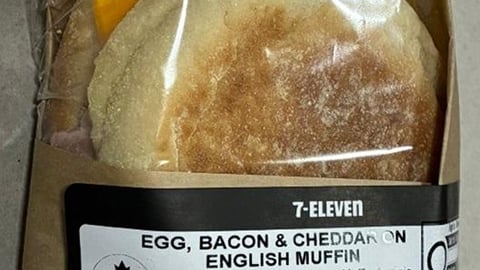 7-ELEVEN
EGG, BACON & CHEDDAR ON
ENGLISH MUFFIN